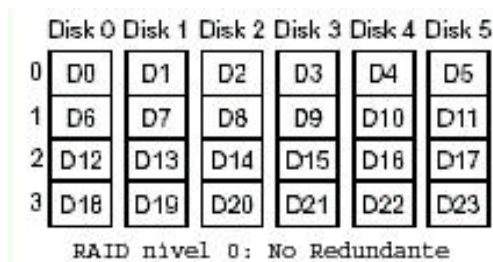 Disk 0 Disk 1 Disk 2 Disk 3 Disk 4 Disk 5
0 D0 D1 D2 D3 D4 D5
1 D6 D7 D8 D9 D10 D11
2 D12 D13 D14 D15 D16 D17
3 D18 D19 D20 D21 D22 D23
RAID nivel 0: No Redundante